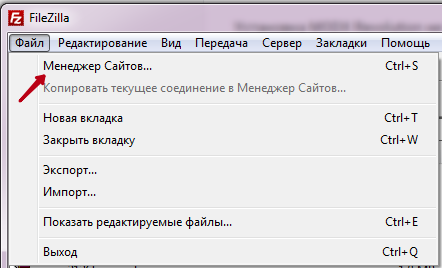 FileZilla
Файл Редактирование Вид Передача Сервер Закладки Помощь
Менеджер Сайтов... Ctrl+S
Копировать текущее соединение в Менеджер Сайтов...
Новая вкладка Ctrl+T
Закрыть вкладку Ctrl+W
Экспорт...
Импорт...
Показать редактируемые файлы... Ctrl+E
Выход Ctrl+Q